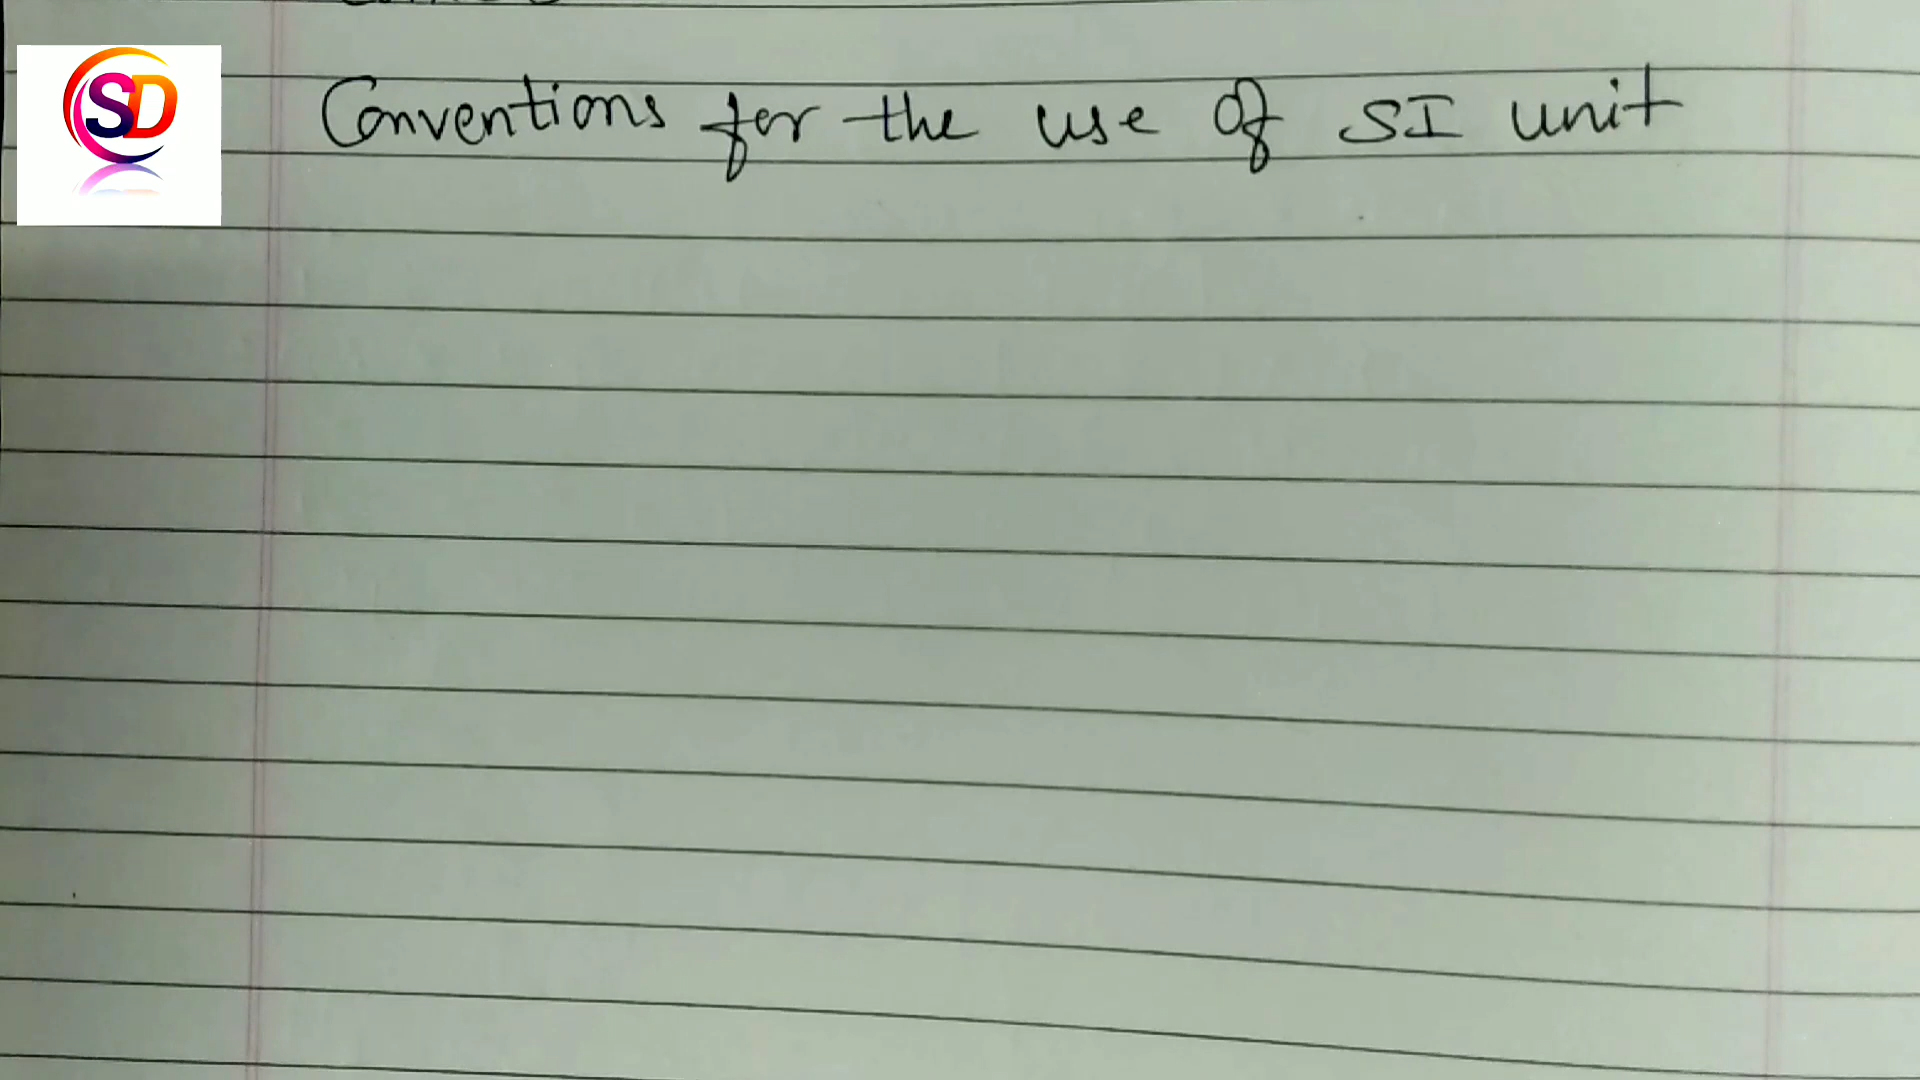 SD
Conventions for the use of SI unit